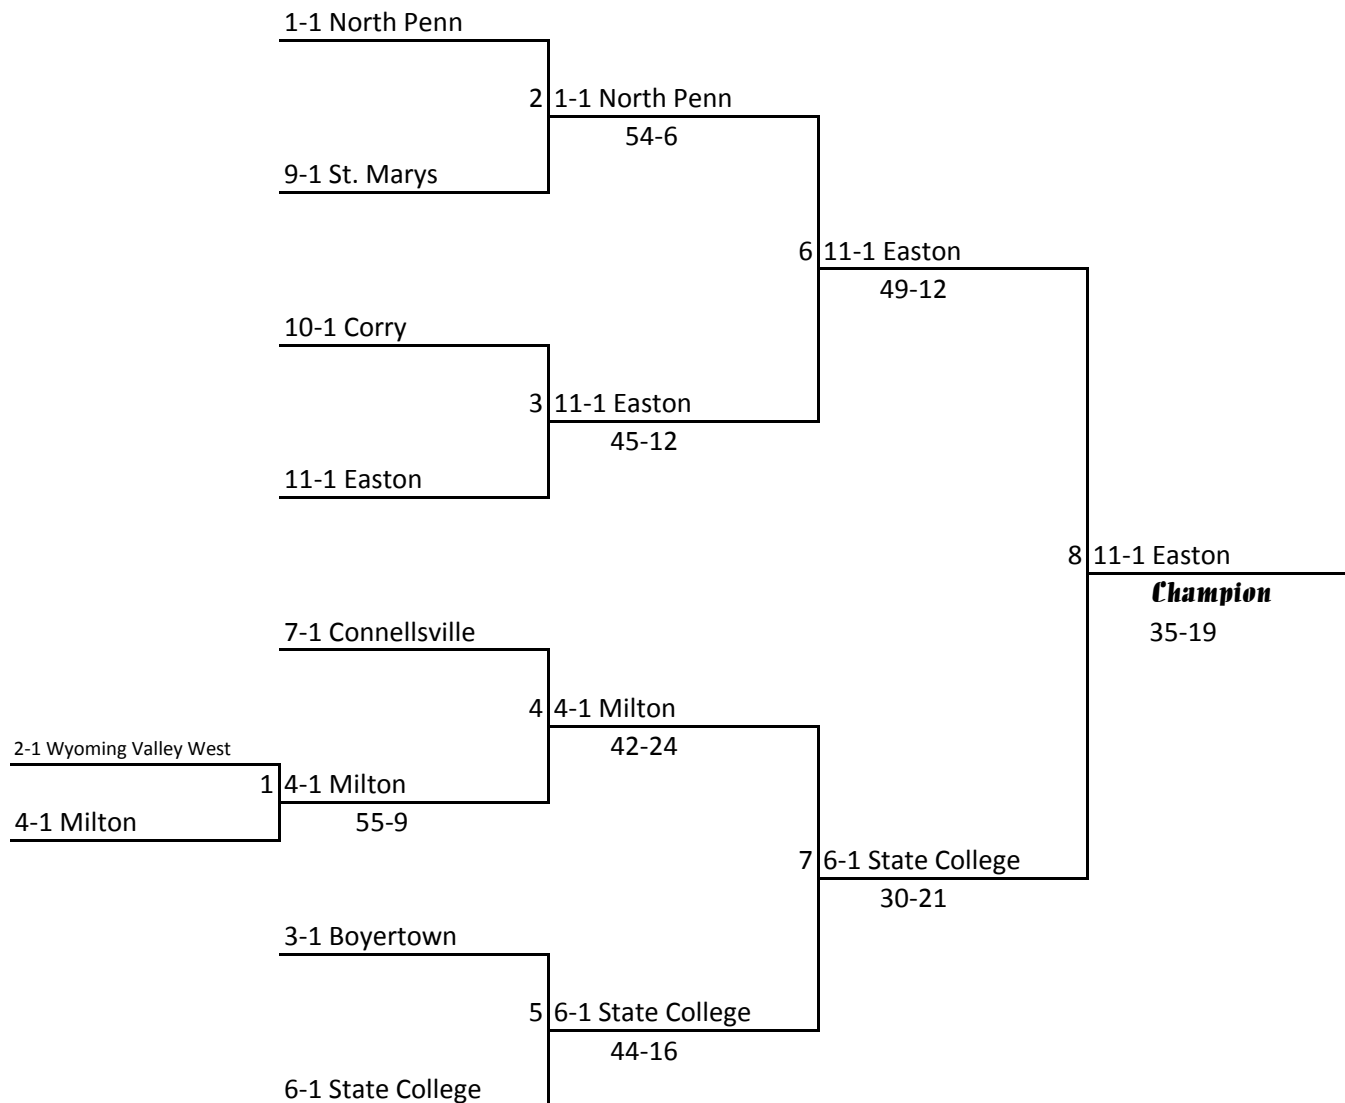 1-1 North Penn
2 1-1 North Penn
54-6
9-1 St. Marys
6 11-1 Easton
49-12
10-1 Corry
3 11-1 Easton
45-12
11-1 Easton
8 11-1 Easton
Champion
35-19
7-1 Connellsville
4 4-1 Milton
42-24
2-1 Wyoming Valley West
1 4-1 Milton
55-9
4-1 Milton
7 6-1 State College
30-21
3-1 Boyertown
5 6-1 State College
44-16
6-1 State College